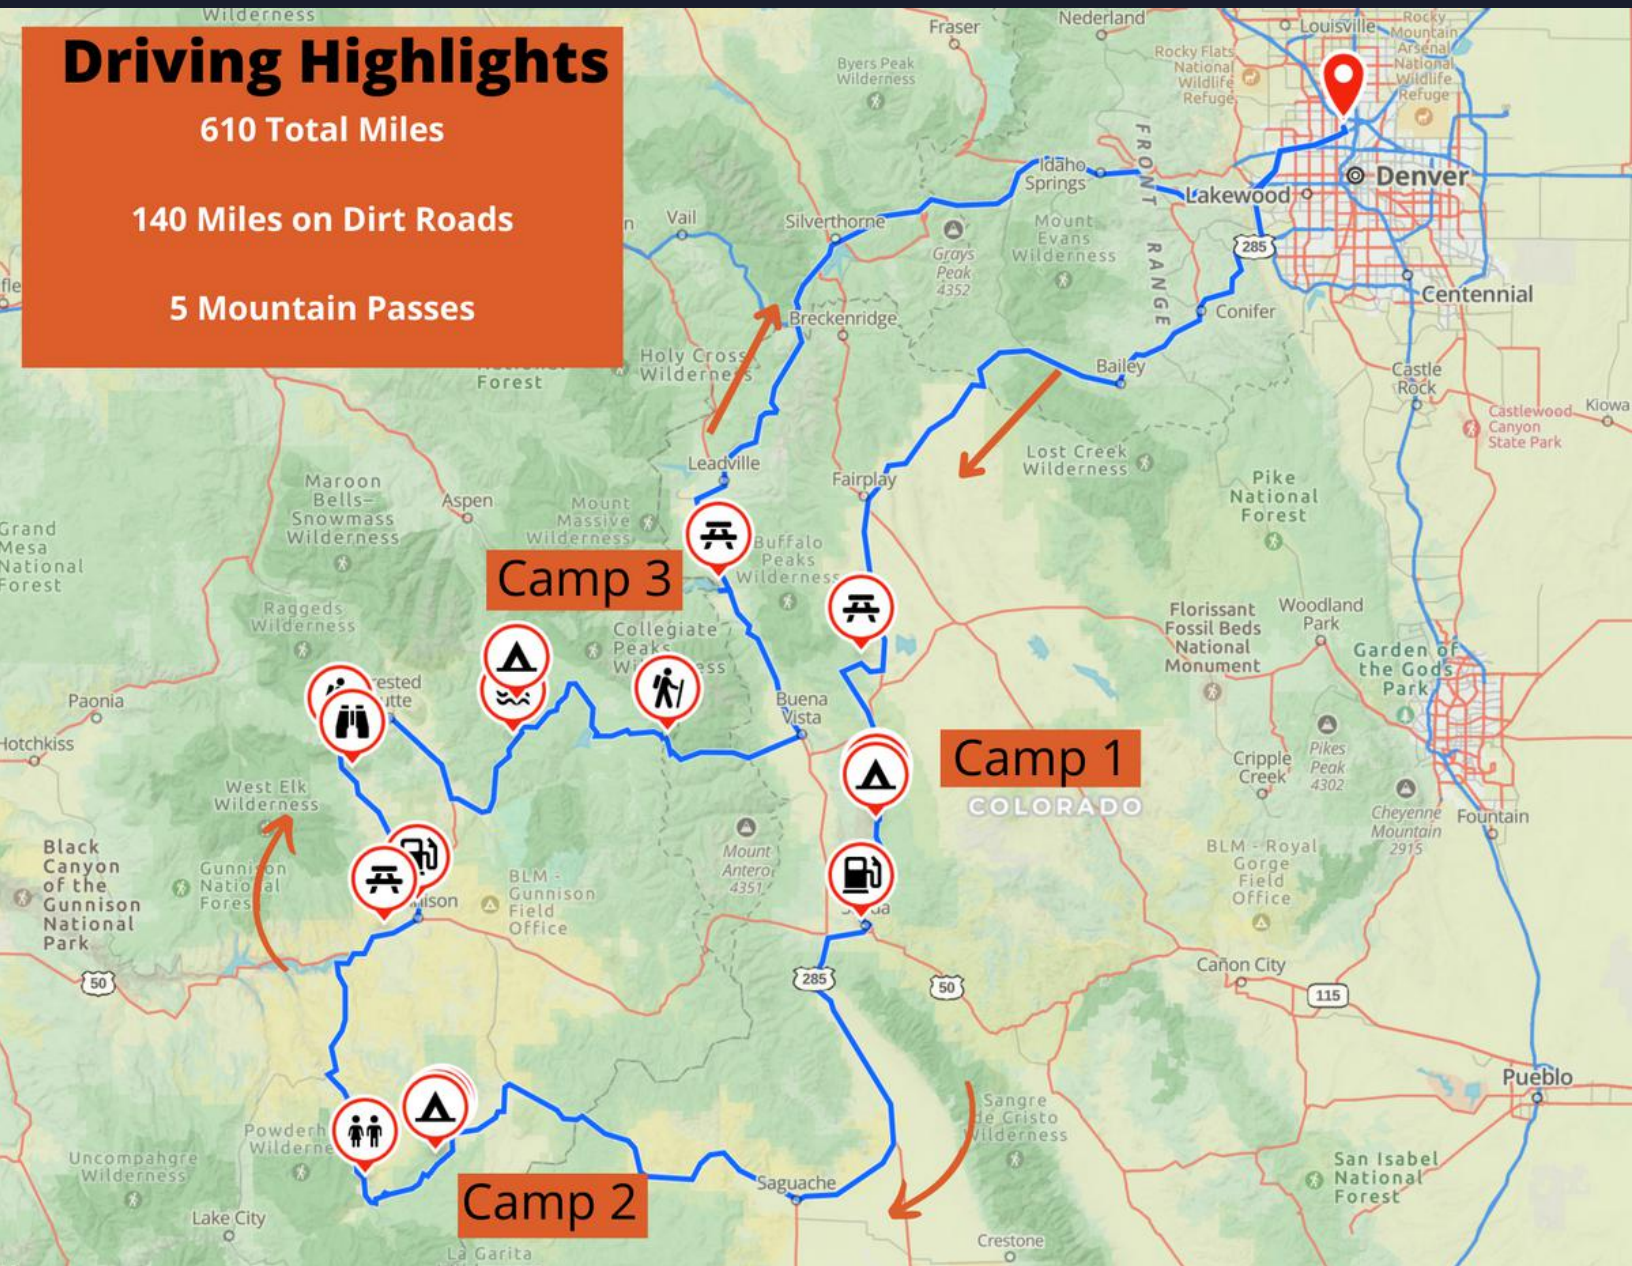 Driving Highlights
610 Total Miles
140 Miles on Dirt Roads
5 Mountain Passes
Wilderness
Fraser
Nederland
Louisville
Rocky
Mountain
Arsenal
National
Wildlife
Refuge
Rocky Flats
National
Wildlife
Refuge
Byers Peak
Wilderness
FRONT RANGE
Idaho
Springs
Denver
Lakewood
Vail
Silverthorne
Mount
Evans
Wilderness
Grays
Peak
4352
285
Centennial
Conifer
Breckenridge
Holy Cross
Wilderness
Forest
Bailey
Castle
Rock
Kiowa
Castlewood
Canyon
State Park
Lost Creek
Wilderness
Leadville
Fairplay
Pike
National
Forest
Maroon
Bells–
Snowmass
Wilderness
Aspen
Mount
Massive
Wilderness
Grand
Mesa
National
Forest
Buffalo
Peaks
Wilderness
Camp 3
Raggeds
Wilderness
Collegiate
Peaks
Florissant
Fossil Beds
National
Monument
Woodland
Park
Garden of
the Gods
Park
Paonia
rested
utte
Buena
Vista
Hotchkiss
Camp 1
COLORADO
Pikes
Peak
4302
Cripple
Creek
West Elk
Wilderness
Cheyenne
Mountain
2915
Fountain
Black
Canyon
of the
Gunnison
National
Park
Gunnison
National
Forest
Mount
Antero
4351
BLM -
Gunnison
Field
Office
BLM - Royal
Gorge
Field
Office
nison
50
285
50
Cañon City
115
Pueblo
Sangre
de Cristo
Wilderness
Powderh
Wilderne
Uncompahgre
Wilderness
Camp 2
Saguache
San Isabel
National
Forest
Lake City
La Garita
Crestone